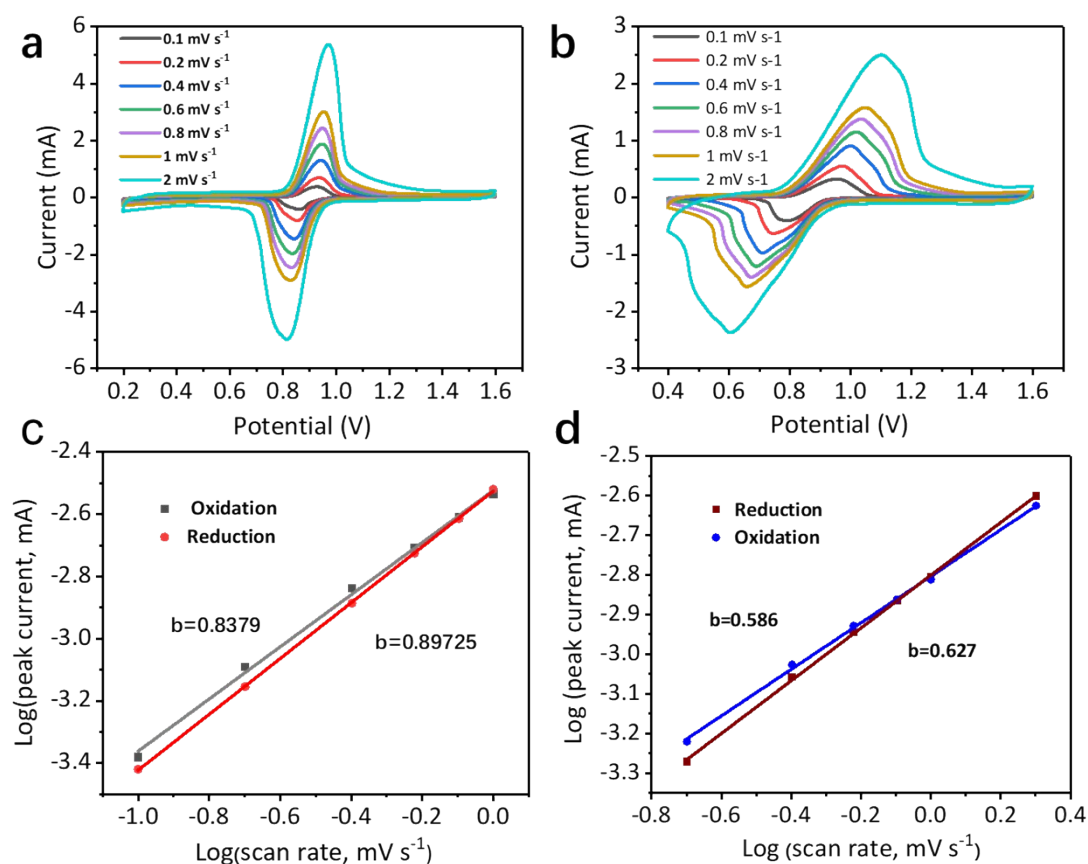 a
0.1 mV s⁻¹
0.2 mV s⁻¹
0.4 mV s⁻¹
0.6 mV s⁻¹
0.8 mV s⁻¹
1 mV s⁻¹
2 mV s⁻¹
Current (mA)
6
4
2
0
-2
-4
-6
0.2 0.4 0.6 0.8 1.0 1.2 1.4 1.6
Potential (V)
b
0.1 mV s-1
0.2 mV s-1
0.4 mV s-1
0.6 mV s-1
0.8 mV s-1
1 mV s-1
2 mV s-1
Current (mA)
3
2
1
0
-1
-2
-3
0.4 0.6 0.8 1.0 1.2 1.4 1.6
Potential (V)
c
Oxidation
Reduction
b=0.8379
b=0.89725
Log(peak current, mA)
-2.4
-2.6
-2.8
-3.0
-3.2
-3.4
-1.0 -0.8 -0.6 -0.4 -0.2 0.0
Log(scan rate, mV s⁻¹)
d
Reduction
Oxidation
b=0.586
b=0.627
Log (peak current, mA)
-2.5
-2.6
-2.7
-2.8
-2.9
-3.0
-3.1
-3.2
-3.3
-0.8 -0.6 -0.4 -0.2 0.0 0.2 0.4
Log (scan rate, mV s⁻¹)